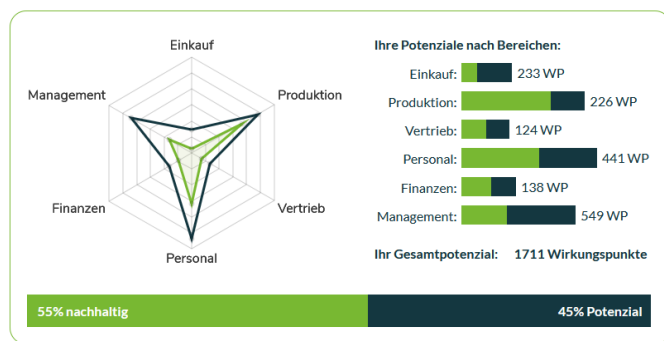 Einkauf
Management
Produktion
Finanzen
Vertrieb
Personal
Ihre Potenziale nach Bereichen:
Einkauf: 233 WP
Produktion: 226 WP
Vertrieb: 124 WP
Personal: 441 WP
Finanzen: 138 WP
Management: 549 WP
Ihr Gesamtpotenzial: 1711 Wirkungspunkte
55% nachhaltig 45% Potenzial